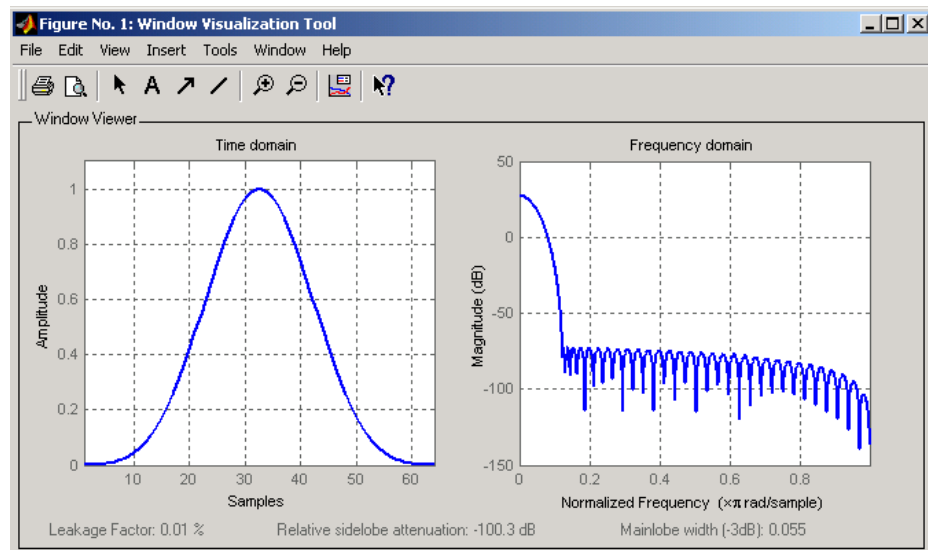 Figure No. 1: Window Visualization Tool
File Edit View Insert Tools Window Help
A
Window Viewer
Time domain
1
0.8
0.6
0.4
0.2
0
Amplitude
10 20 30 40 50 60
Samples
Frequency domain
50
0
-50
-100
-150
Magnitude (dB)
0 0.2 0.4 0.6 0.8
Normalized Frequency (×π rad/sample)
Leakage Factor: 0.01 % Relative sidelobe attenuation: -100.3 dB Mainlobe width (-3dB): 0.055